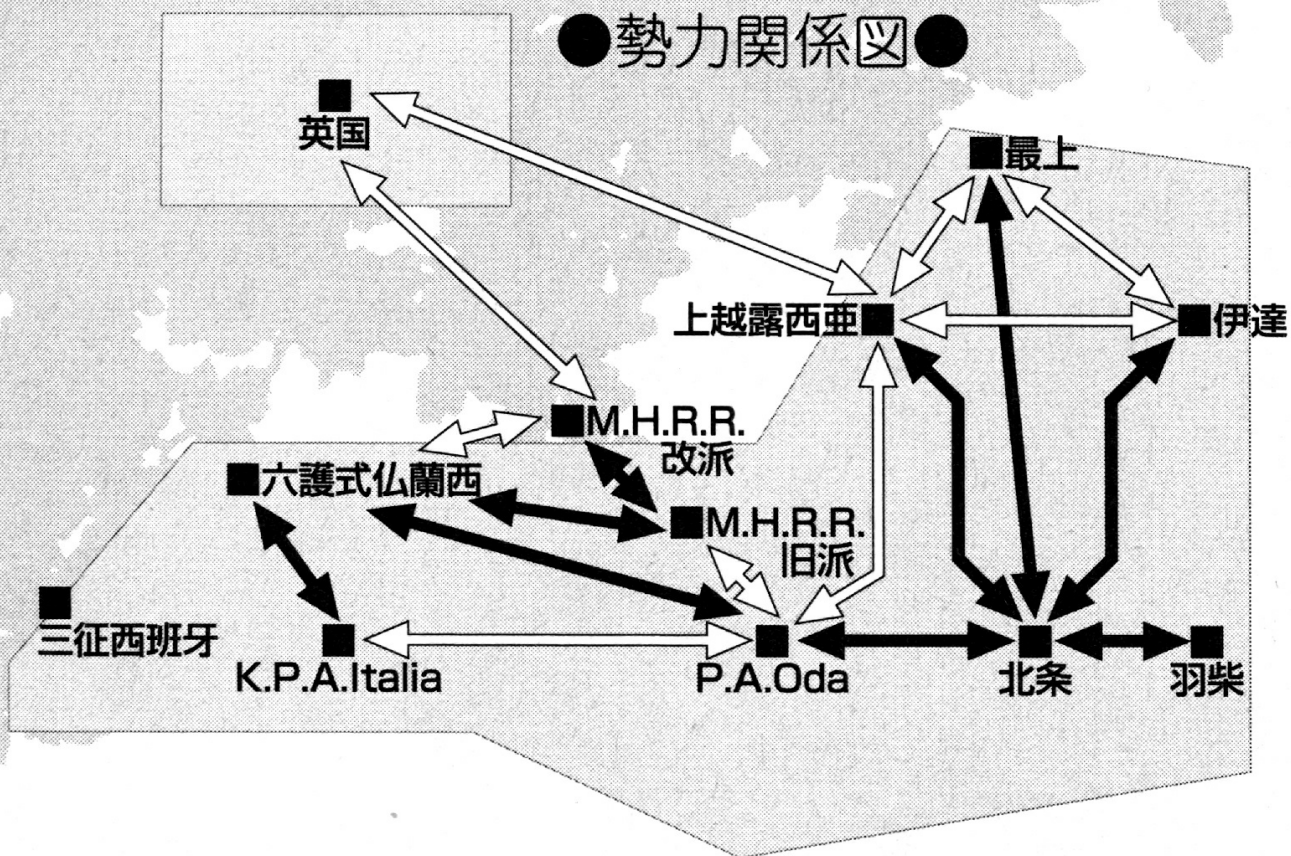 ●勢力関係図●
■英国
■最上
上越露西亜■
■伊達
■M.H.R.R.
改派
■六護式仏蘭西
■M.H.R.R.
旧派
■三征西班牙
■K.P.A.Italia
■P.A.Oda
■北条
■羽柴